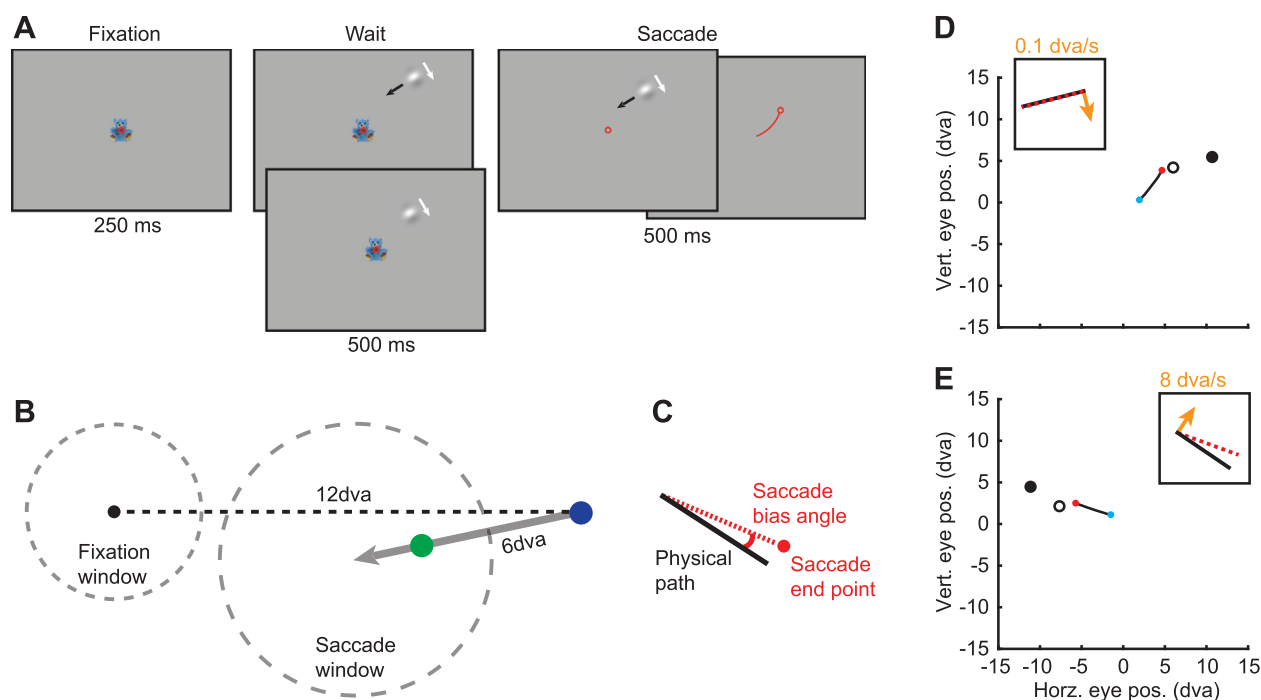 A
Fixation
Wait
Saccade
250 ms
500 ms
500 ms
B
12dva
6dva
Fixation
window
Saccade
window
C
Saccade
bias angle
Physical
path
Saccade
end point
D
0.1 dva/s
Vert. eye pos. (dva)
15
10
5
0
-5
-10
-15
E
8 dva/s
Vert. eye pos. (dva)
15
10
5
0
-5
-10
-15
-15 -10 -5 0 5 10 15
Horz. eye pos. (dva)